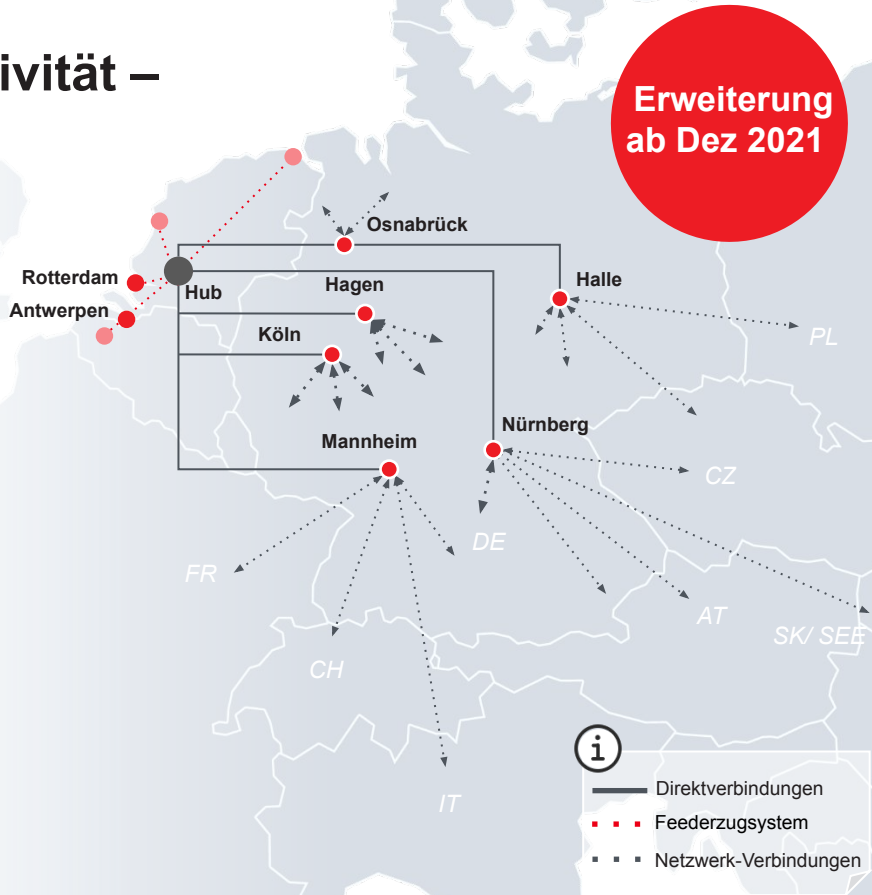 ivität –
Erweiterung
ab Dez 2021
Osnabrück
Rotterdam
Hub
Hagen
Halle
Antwerpen
Köln
PL
Mannheim
Nürnberg
CZ
DE
FR
AT
SK/ SEE
CH
IT
i
Direktverbindungen
Feederzugsystem
Netzwerk-Verbindungen